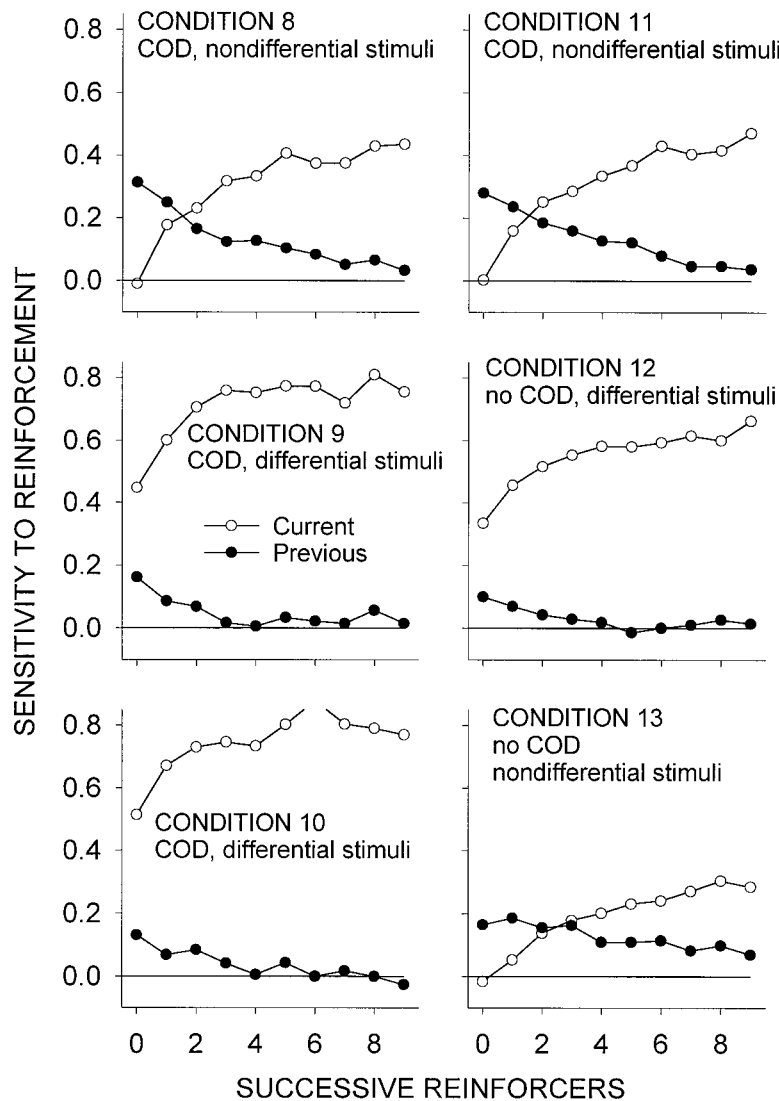 CONDITION 8
COD, nondifferential stimuli
0.8
0.6
0.4
0.2
0.0
CONDITION 11
COD, nondifferential stimuli
CONDITION 9
COD, differential stimuli
Current
Previous
0.8
0.6
0.4
0.2
0.0
CONDITION 12
no COD, differential stimuli
CONDITION 10
COD, differential stimuli
0.8
0.6
0.4
0.2
0.0
CONDITION 13
no COD
nondifferential stimuli
0 2 4 6 8
0 2 4 6 8
SENSITIVITY TO REINFORCEMENT
SUCCESSIVE REINFORCERS